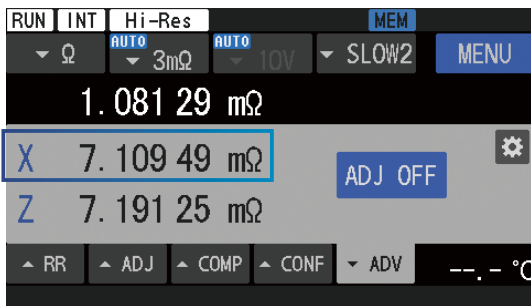 RUN INT Hi-Res MEM
Ω AUTO 3mΩ AUTO 10V SLOW2 MENU
1.081 29 mΩ
X 7.109 49 mΩ
ADJ OFF
Z 7.191 25 mΩ
RR ADJ COMP CONF ADV --.- °C